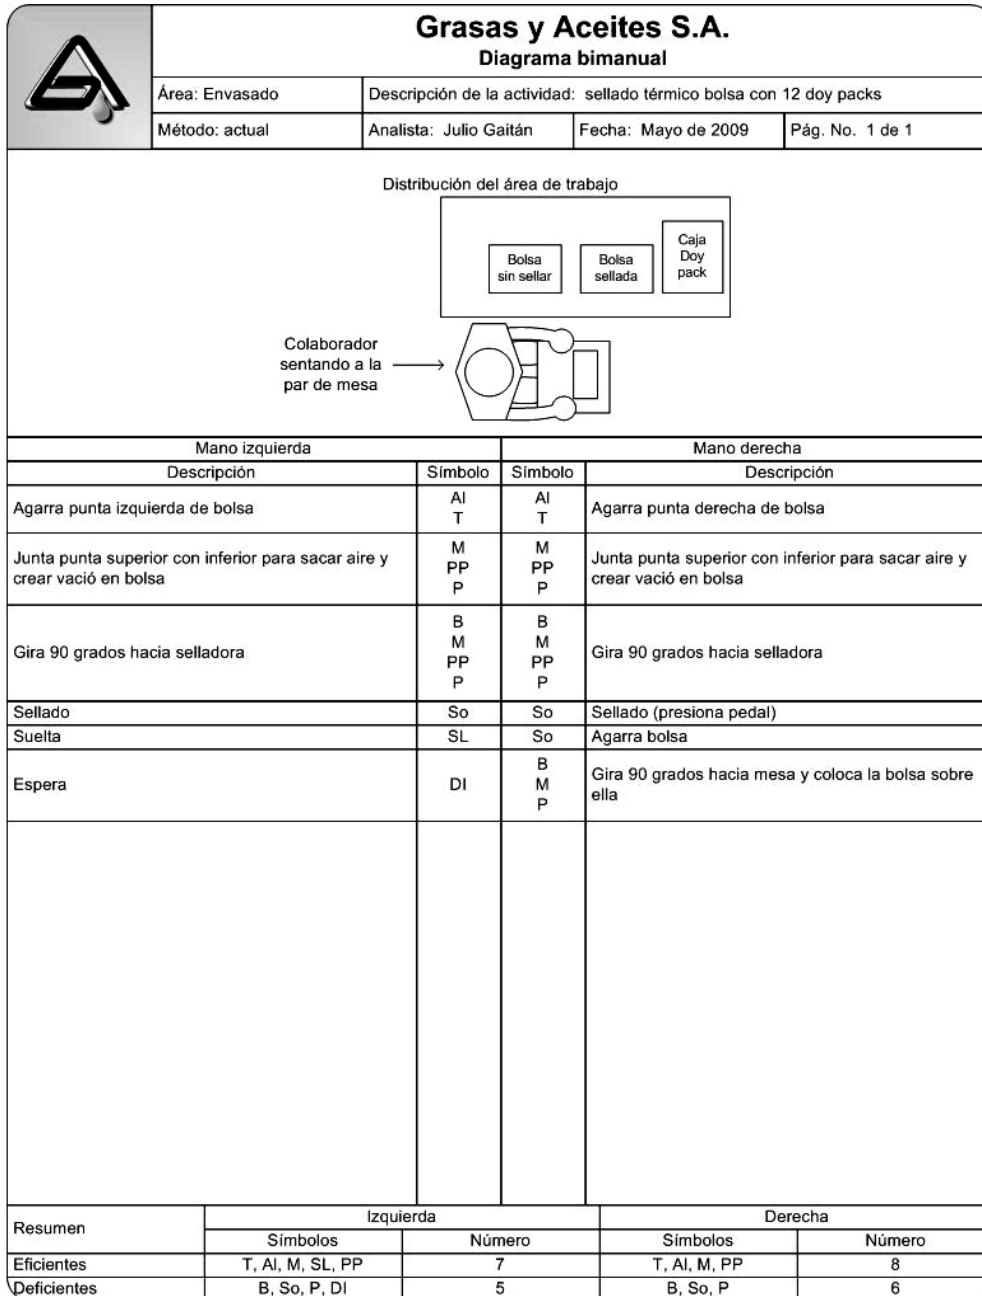 Grasas y Aceites S.A.
Diagrama bimanual
Área: Envasado
Descripción de la actividad: sellado térmico bolsa con 12 doy packs
Método: actual
Analista: Julio Gaitán
Fecha: Mayo de 2009
Pág. No. 1 de 1
Distribución del área de trabajo
Bolsa
sin sellar
Bolsa
sellada
Caja
Doy
pack
Colaborador
sentando a la
par de mesa
Mano izquierda
Mano derecha
Descripción
Símbolo
Símbolo
Descripción
Agarra punta izquierda de bolsa
Al
T
Al
T
Agarra punta derecha de bolsa
Junta punta superior con inferior para sacar aire y
crear vació en bolsa
M
PP
P
M
PP
P
Junta punta superior con inferior para sacar aire y
crear vació en bolsa
Gira 90 grados hacia selladora
B
M
PP
P
B
M
PP
P
Gira 90 grados hacia selladora
Sellado
So
So
Sellado (presiona pedal)
Suelta
SL
So
Agarra bolsa
Espera
DI
B
M
P
Gira 90 grados hacia mesa y coloca la bolsa sobre
ella
Resumen
Izquierda
Derecha
Símbolos
Número
Símbolos
Número
Eficientes
T, Al, M, SL, PP
7
T, Al, M, PP
8
Deficientes
B, So, P, DI
5
B, So, P
6